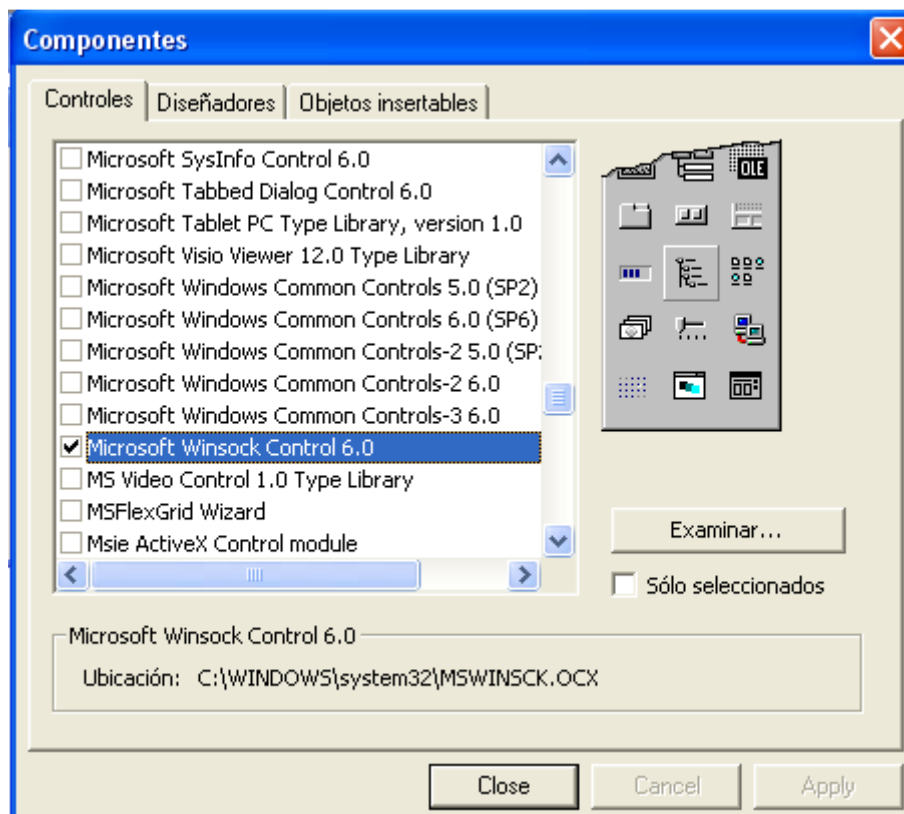 Componentes
Controles
Diseñadores
Objetos insertables
Microsoft SysInfo Control 6.0
Microsoft Tabbed Dialog Control 6.0
Microsoft Tablet PC Type Library, version 1.0
Microsoft Visio Viewer 12.0 Type Library
Microsoft Windows Common Controls 5.0 (SP2)
Microsoft Windows Common Controls 6.0 (SP6)
Microsoft Windows Common Controls-2 5.0 (SP2
Microsoft Windows Common Controls-2 6.0
Microsoft Windows Common Controls-3 6.0
Microsoft Winsock Control 6.0
MS Video Control 1.0 Type Library
MSFlexGrid Wizard
Msie ActiveX Control module
OLE
Examinar...
Sólo seleccionados
Microsoft Winsock Control 6.0
Ubicación: C:\WINDOWS\system32\MSWINSCK.OCX
Close
Cancel
Apply